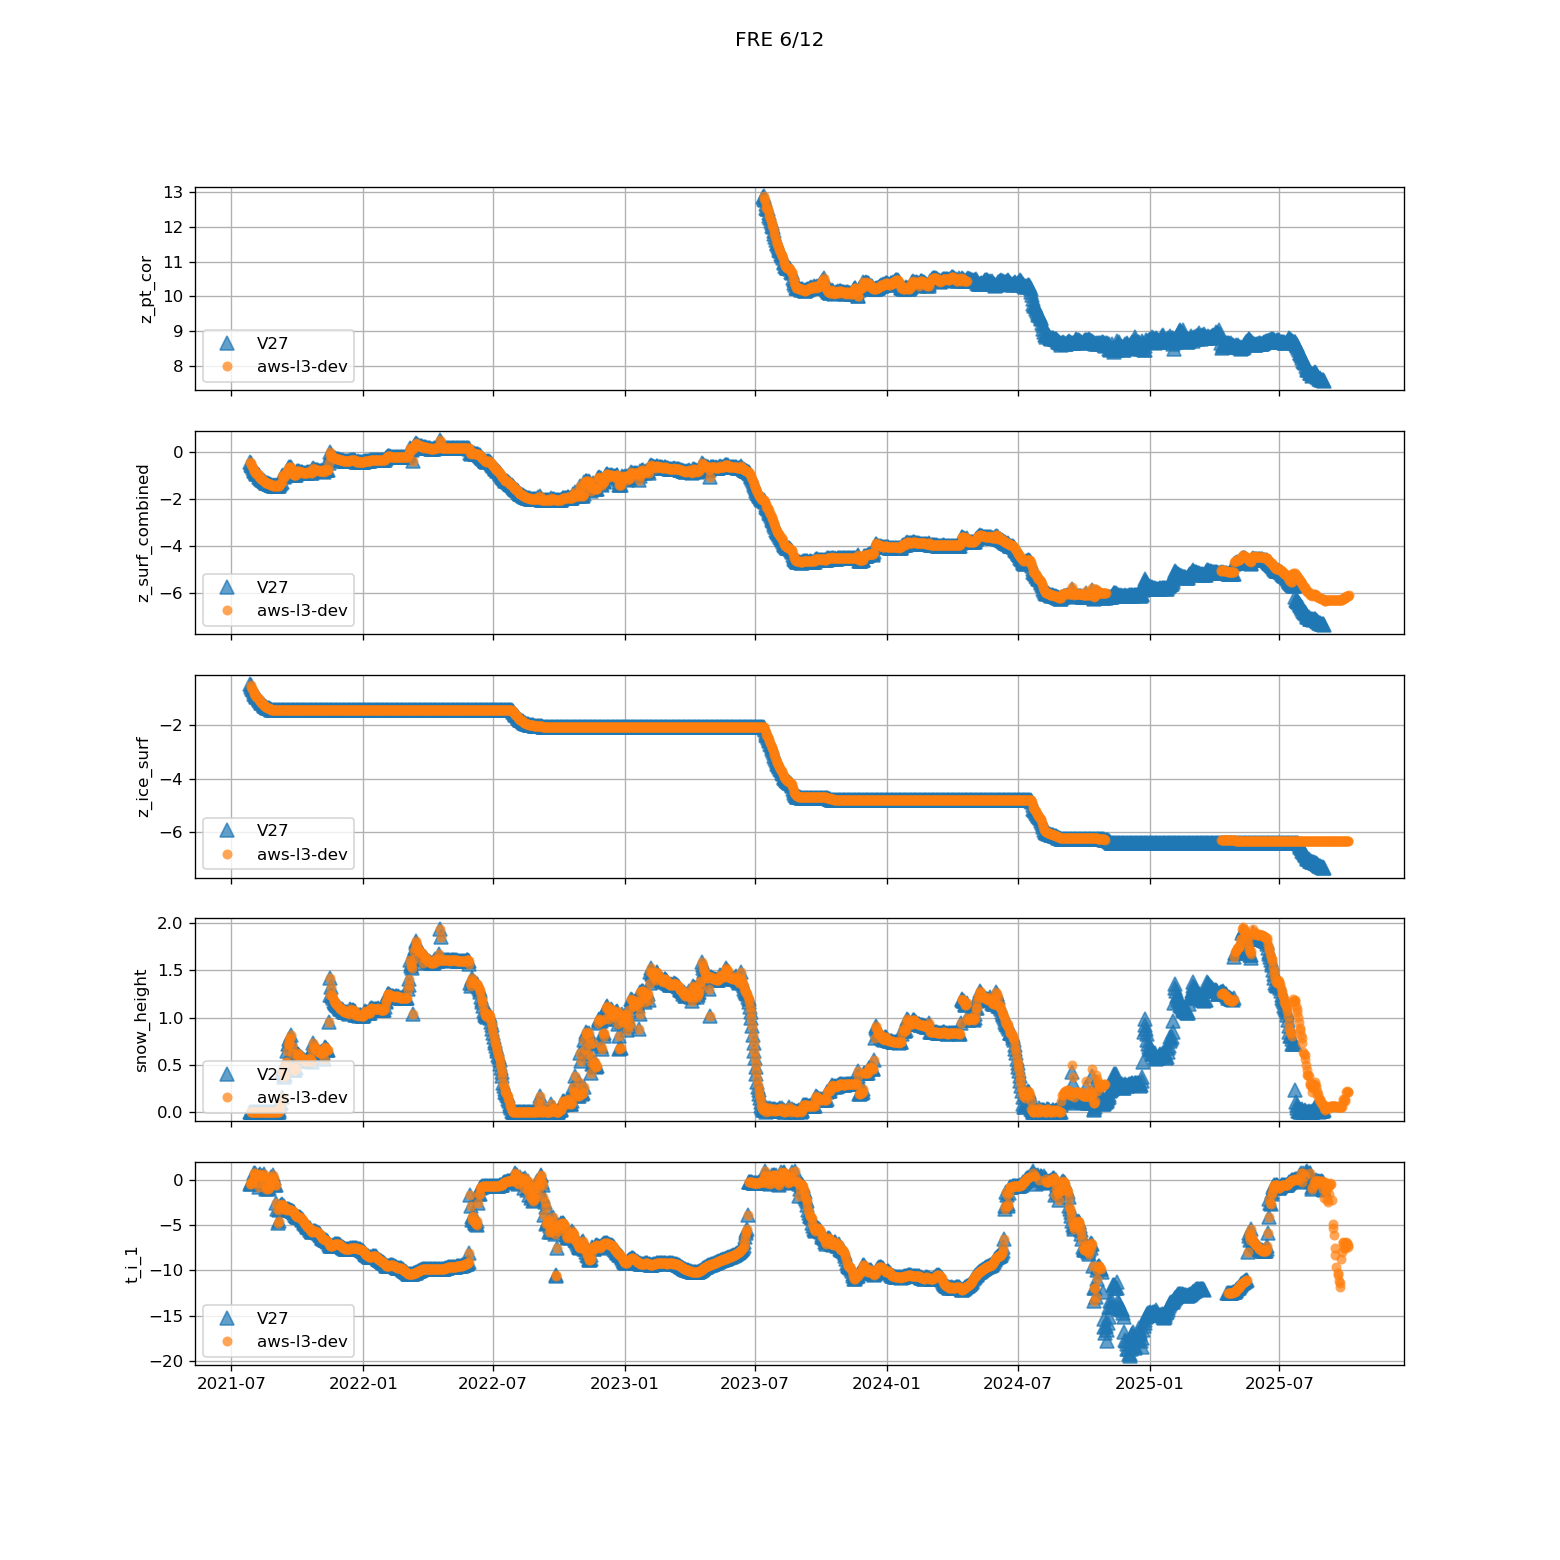 FRE 6/12
z_pt_cor
13
12
11
10
9
8
V27
aws-l3-dev
z_surf_combined
0
−2
−4
−6
V27
aws-l3-dev
z_ice_surf
−2
−4
−6
V27
aws-l3-dev
snow_height
2.0
1.5
1.0
0.5
0.0
V27
aws-l3-dev
t_i_1
0
−5
−10
−15
−20
V27
aws-l3-dev
2021-07 2022-01 2022-07 2023-01 2023-07 2024-01 2024-07 2025-01 2025-07